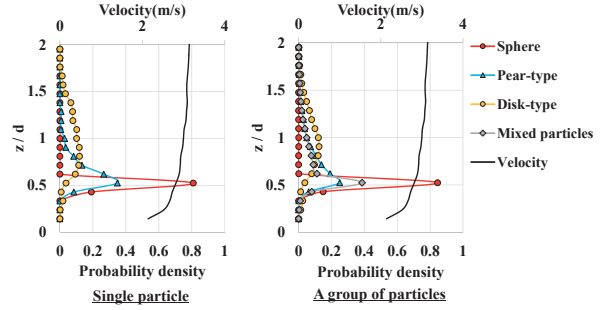 Velocity(m/s)
0 2 4
2
1.5
1
0.5
0
z / d
0 0.2 0.4 0.6 0.8 1
Probability density
Single particle
Velocity(m/s)
0 2 4
2
1.5
1
0.5
0
z / d
0 0.2 0.4 0.6 0.8 1
Probability density
A group of particles
Sphere
Pear-type
Disk-type
Mixed particles
Velocity